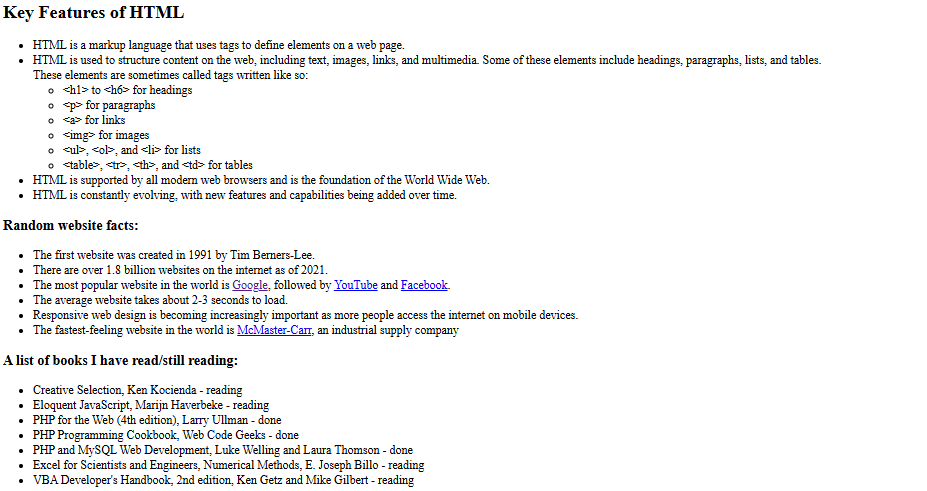 Key Features of HTML
HTML is a markup language that uses tags to define elements on a web page.
HTML is used to structure content on the web, including text, images, links, and multimedia. Some of these elements include headings, paragraphs, lists, and tables.
These elements are sometimes called tags written like so:
<h1> to <h6> for headings
<p> for paragraphs
<a> for links
<img> for images
<ul>, <ol>, and <li> for lists
<table>, <tr>, <th>, and <td> for tables
HTML is supported by all modern web browsers and is the foundation of the World Wide Web.
HTML is constantly evolving, with new features and capabilities being added over time.
Random website facts:
The first website was created in 1991 by Tim Berners-Lee.
There are over 1.8 billion websites on the internet as of 2021.
The most popular website in the world is Google, followed by YouTube and Facebook.
The average website takes about 2-3 seconds to load.
Responsive web design is becoming increasingly important as more people access the internet on mobile devices.
The fastest-feeling website in the world is McMaster-Carr, an industrial supply company
A list of books I have read/still reading:
Creative Selection, Ken Kocienda - reading
Eloquent JavaScript, Marijn Haverbeke - reading
PHP for the Web (4th edition), Larry Ullman - done
PHP Programming Cookbook, Web Code Geeks - done
PHP and MySQL Web Development, Luke Welling and Laura Thomson - done
Excel for Scientists and Engineers, Numerical Methods, E. Joseph Billo - reading
VBA Developer's Handbook, 2nd edition, Ken Getz and Mike Gilbert - reading